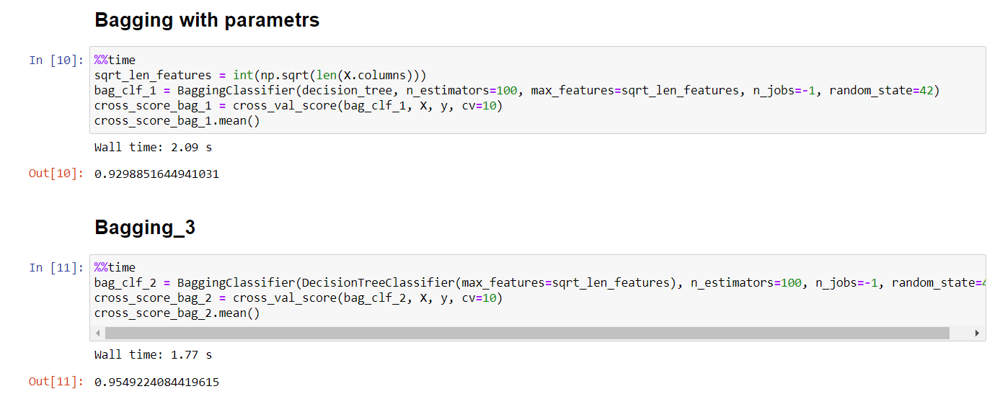 Bagging with parametrs
In [10]:
%%time
sqrt_len_features = int(np.sqrt(len(X.columns)))
bag_clf_1 = BaggingClassifier(decision_tree, n_estimators=100, max_features=sqrt_len_features, n_jobs=-1, random_state=42)
cross_score_bag_1 = cross_val_score(bag_clf_1, X, y, cv=10)
cross_score_bag_1.mean()
Wall time: 2.09 s
Out[10]: 0.9298851644941031
Bagging_3
In [11]:
%%time
bag_clf_2 = BaggingClassifier(DecisionTreeClassifier(max_features=sqrt_len_features), n_estimators=100, n_jobs=-1, random_state=
cross_score_bag_2 = cross_val_score(bag_clf_2, X, y, cv=10)
cross_score_bag_2.mean()
Wall time: 1.77 s
Out[11]: 0.9549224084419615